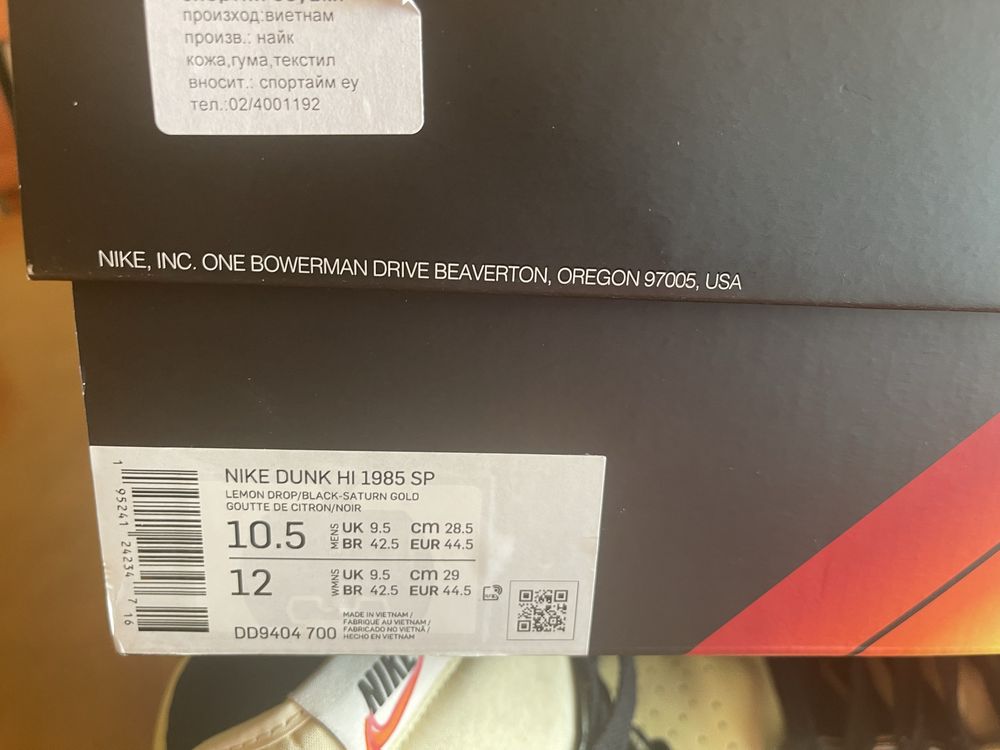 произход:виетнам
произв.: найк
кожа,гума,текстил
вносит.: спортайм еу
тел.:02/4001192
NIKE, INC. ONE BOWERMAN DRIVE BEAVERTON, OREGON 97005, USA
NIKE DUNK HI 1985 SP
LEMON DROP/BLACK-SATURN GOLD
GOUTTE DE CITRON/NOIR
10.5 MENS UK 9.5 cm 28.5
BR 42.5 EUR 44.5
12 WMNS UK 9.5 cm 29
BR 42.5 EUR 44.5
MADE IN VIETNAM /
FABRIQUE AU VIETNAM /
FABRICADO NO VIETNÃ /
HECHO EN VIETNAM
DD9404 700
1 95241 24234 7 16
NIKE